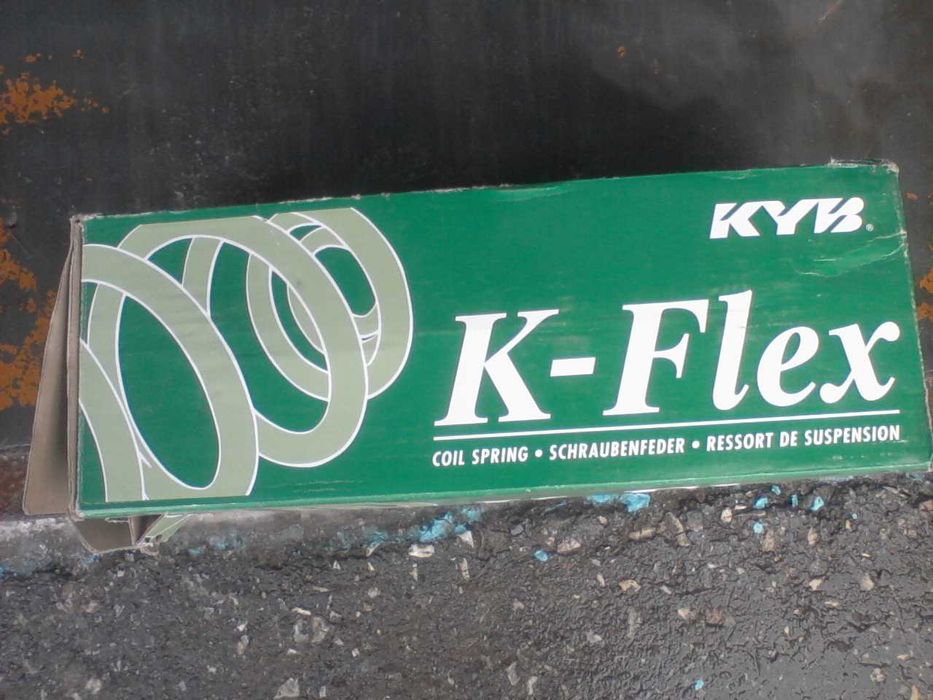 KYB®
K-Flex
COIL SPRING • SCHRAUBENFEDER • RESSORT DE SUSPENSION